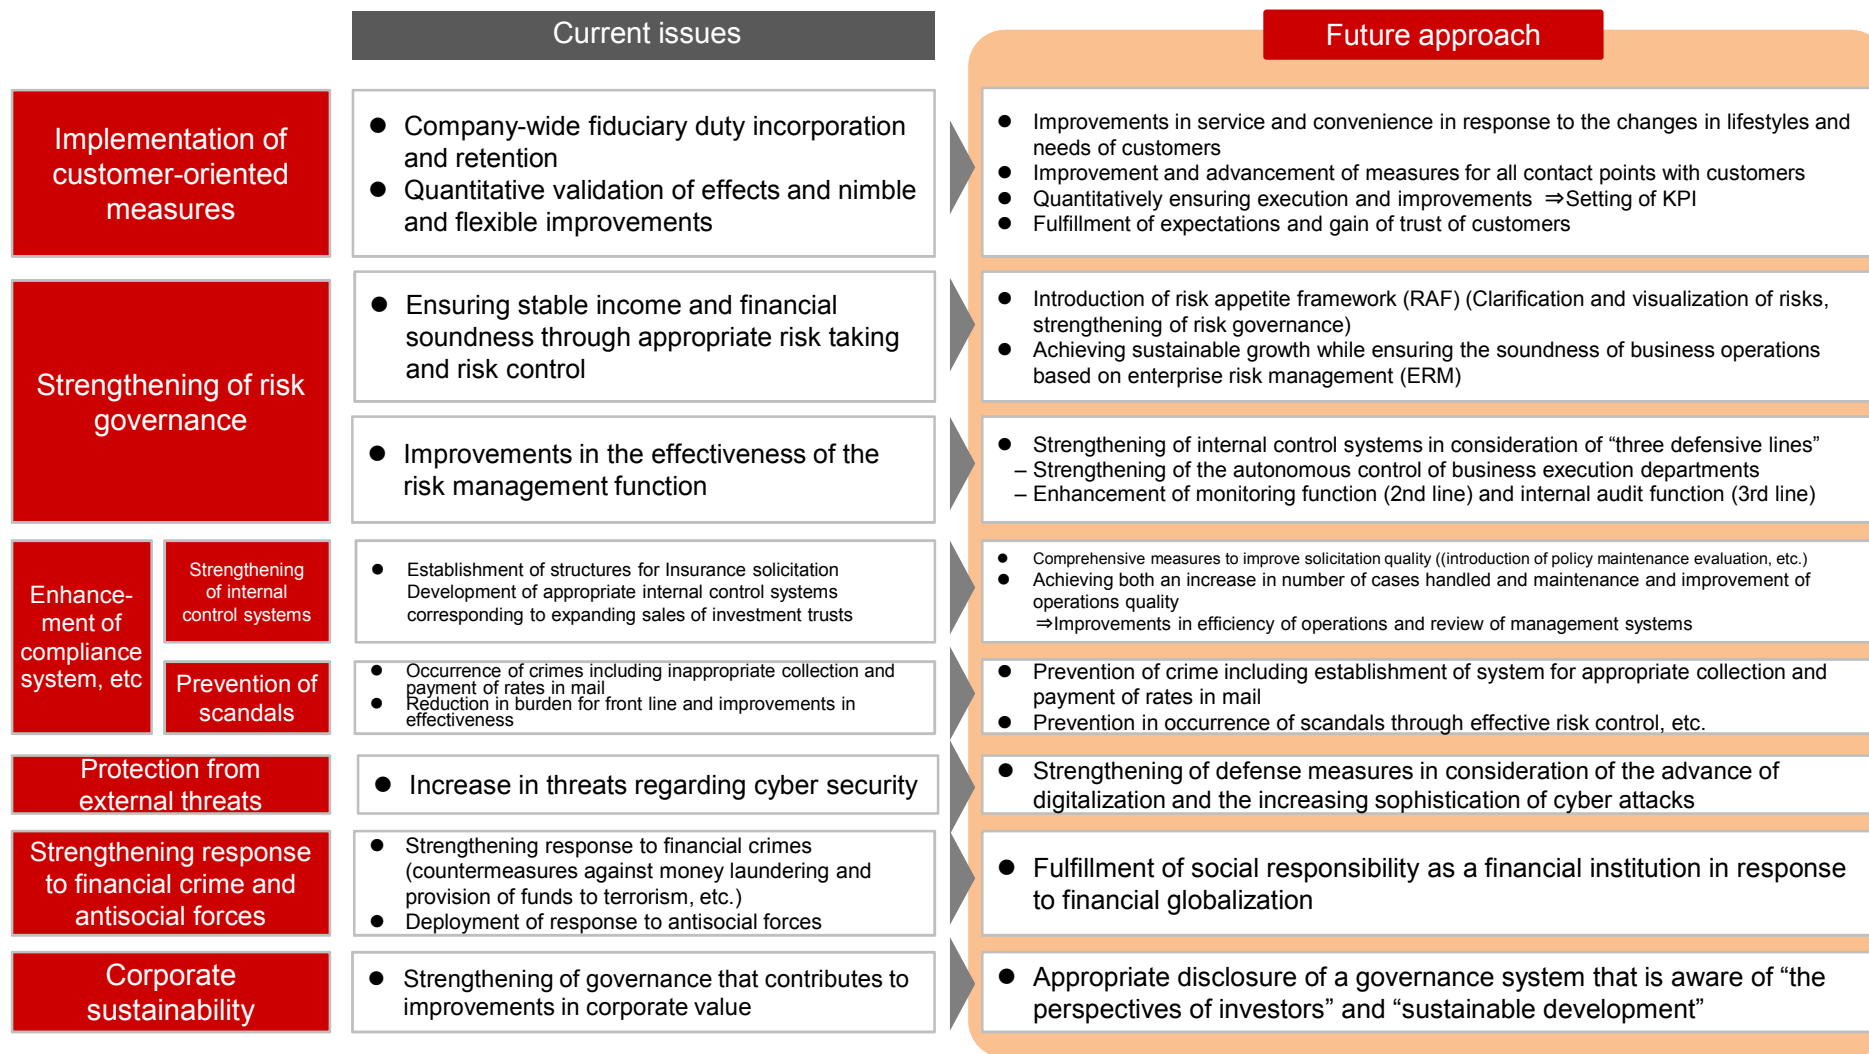 Current issues
Future approach
Implementation of
customer-oriented
measures
● Company-wide fiduciary duty incorporation
and retention
● Quantitative validation of effects and nimble
and flexible improvements
● Improvements in service and convenience in response to the changes in lifestyles and
needs of customers
● Improvement and advancement of measures for all contact points with customers
● Quantitatively ensuring execution and improvements ⇒Setting of KPI
● Fulfillment of expectations and gain of trust of customers
Strengthening of risk
governance
● Ensuring stable income and financial
soundness through appropriate risk taking
and risk control
● Introduction of risk appetite framework (RAF) (Clarification and visualization of risks,
strengthening of risk governance)
● Achieving sustainable growth while ensuring the soundness of business operations
based on enterprise risk management (ERM)
● Improvements in the effectiveness of the
risk management function
● Strengthening of internal control systems in consideration of “three defensive lines”
– Strengthening of the autonomous control of business execution departments
– Enhancement of monitoring function (2nd line) and internal audit function (3rd line)
Enhance-
ment of
compliance
system, etc
Strengthening
of internal
control systems
● Establishment of structures for Insurance solicitation
Development of appropriate internal control systems
corresponding to expanding sales of investment trusts
● Comprehensive measures to improve solicitation quality ((introduction of policy maintenance evaluation, etc.)
● Achieving both an increase in number of cases handled and maintenance and improvement of
operations quality
⇒Improvements in efficiency of operations and review of management systems
Prevention of
scandals
● Occurrence of crimes including inappropriate collection and
payment of rates in mail
● Reduction in burden for front line and improvements in
effectiveness
● Prevention of crime including establishment of system for appropriate collection and
payment of rates in mail
● Prevention in occurrence of scandals through effective risk control, etc.
Protection from
external threats
● Increase in threats regarding cyber security
● Strengthening of defense measures in consideration of the advance of
digitalization and the increasing sophistication of cyber attacks
Strengthening response
to financial crime and
antisocial forces
● Strengthening response to financial crimes
(countermeasures against money laundering and
provision of funds to terrorism, etc.)
● Deployment of response to antisocial forces
● Fulfillment of social responsibility as a financial institution in response
to financial globalization
Corporate
sustainability
● Strengthening of governance that contributes to
improvements in corporate value
● Appropriate disclosure of a governance system that is aware of “the
perspectives of investors” and “sustainable development”